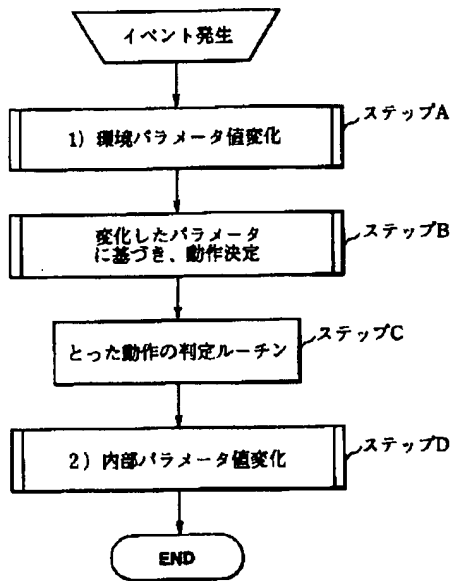 イベント発生
1) 環境パラメータ値変化
ステップA
変化したパラメータ
に基づき、動作決定
ステップB
とった動作の判定ルーチン
ステップC
2) 内部パラメータ値変化
ステップD
END